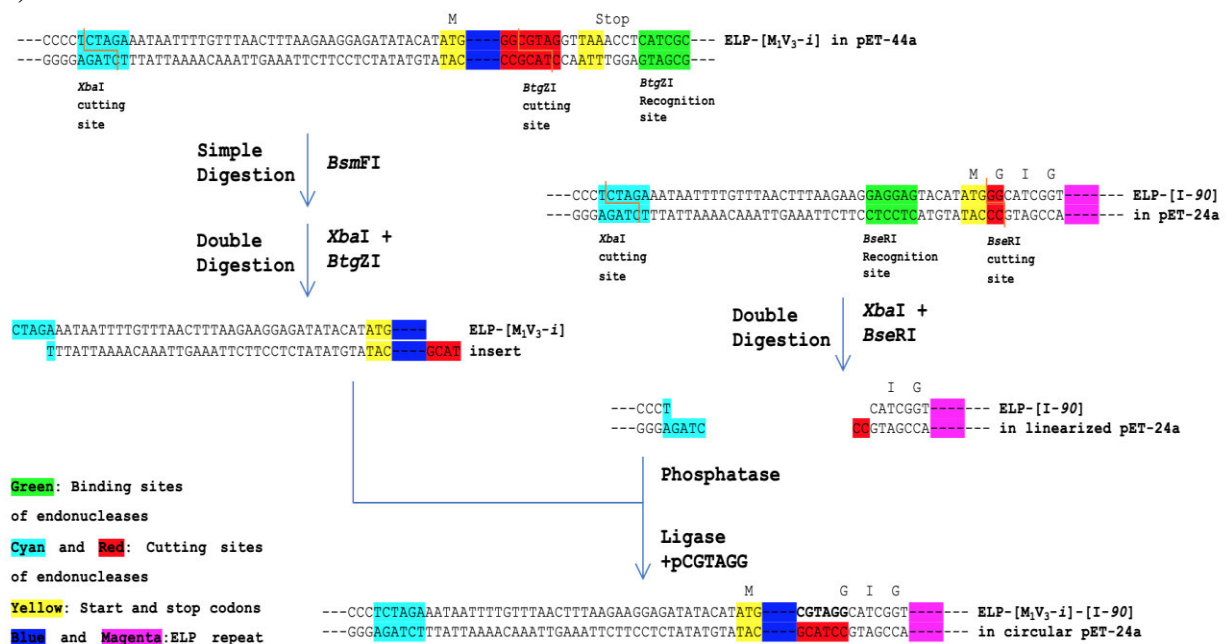 M Stop
---CCCCTCTAGAAATAATTTTGTTTAACTTTAAGAAGGAGATATACATATG----GGCGTAGGTTAAACCTCATCGC--- ELP-[M1V3-i] in pET-44a
---GGGGAGATCTTTATTAAAACAAATTGAAATTCTTCCTCTATATGTATAC----CCGCATCCAATTTGGAGTAGCG---
XbaI
cutting
site
BtgZI
cutting
site
BtgZI
Recognition
site
Simple
Digestion
BsmFI
Double
Digestion
XbaI +
BtgZI
M G I G
---CCCTCTAGAAATAATTTTGTTTAACTTTAAGAAGGAGGAGTACATATGGGCATCGGT------ ELP-[I-90]
---GGGAGATCTTTATTAAAACAAATTGAAATTCTTCCTCCTCATGTATACCCGTAGCCA------ in pET-24a
XbaI
cutting
site
BseRI
Recognition
site
BseRI
cutting
site
Double
Digestion
XbaI +
BseRI
CTAGAAATAATTTTGTTTAACTTTAAGAAGGAGATATACATATG---- ELP-[M1V3-i]
TTTATTAAAACAAATTGAAATTCTTCCTCTATATGTATAC----GCAT insert
I G
---CCCT CATCGGT------- ELP-[I-90]
---GGGAGATC CCGTAGCCA------- in linearized pET-24a
Phosphatase
Ligase
+pCGTAGG
Green: Binding sites
of endonucleases
Cyan and Red: Cutting sites
of endonucleases
Yellow: Start and stop codons
Blue and Magenta:ELP repeat
M G I G
---CCCTCTAGAAATAATTTTGTTTAACTTTAAGAAGGAGATATACATATG----CGTAGGCATCGGT------ ELP-[M1V3-i]-[I-90]
---GGGAGATCTTTATTAAAACAAATTGAAATTCTTCCTCTATATGTATAC----GCATCCGTAGCCA------ in circular pET-24a